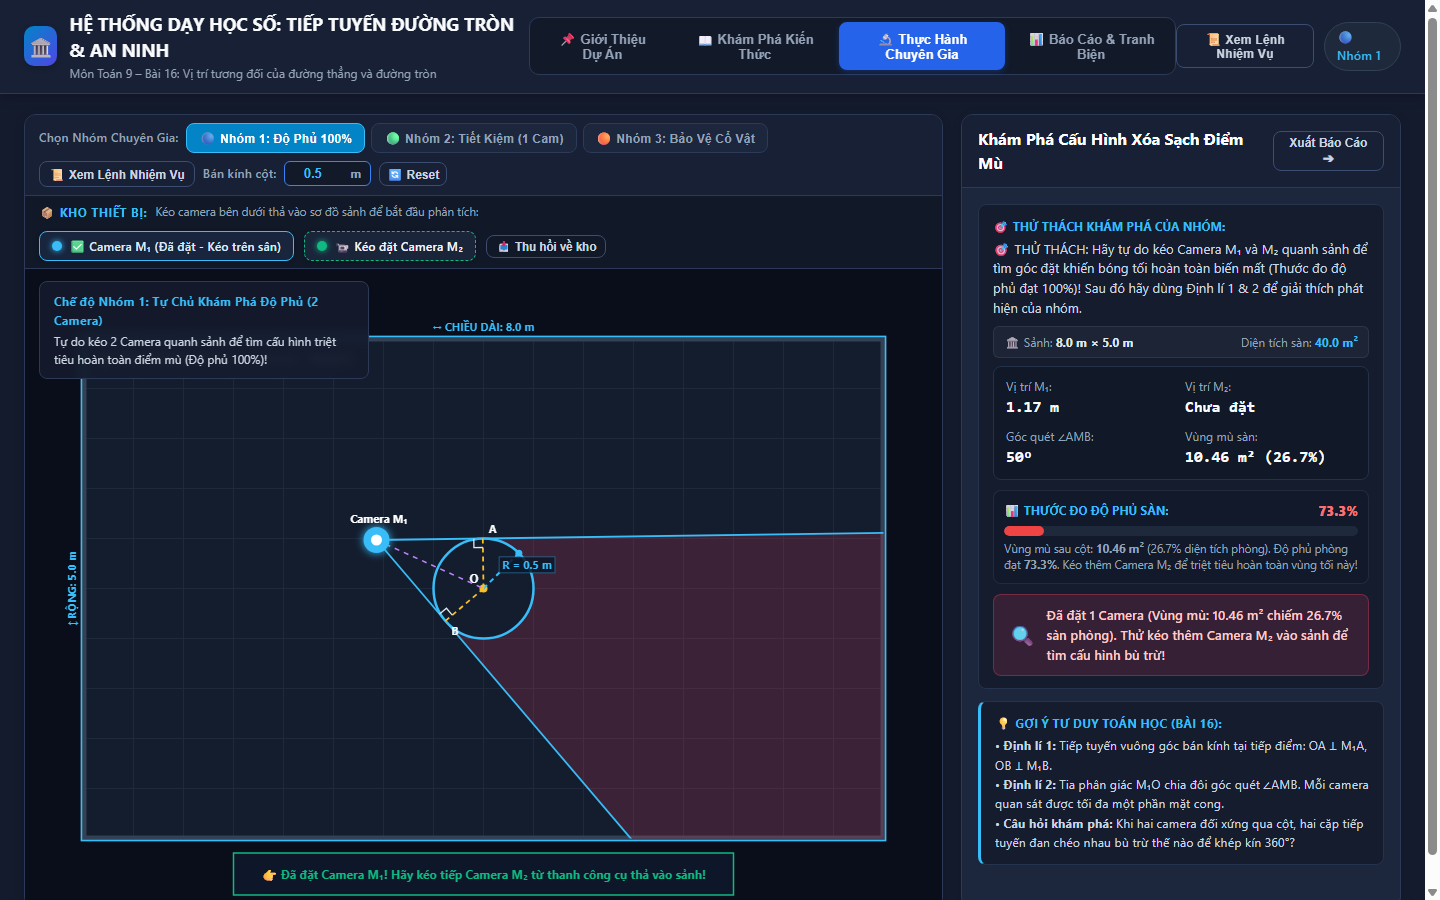 HỆ THỐNG DẠY HỌC SỐ: TIẾP TUYẾN ĐƯỜNG TRÒN
& AN NINH
Môn Toán 9 – Bài 16: Vị trí tương đối của đường thẳng và đường tròn
📌 Giới Thiệu
Dự Án
📖 Khám Phá Kiến
Thức
🔬 Thực Hành
Chuyên Gia
📊 Báo Cáo & Tranh
Biện
📜 Xem Lệnh
Nhiệm Vụ
🔵
Nhóm 1
Chọn Nhóm Chuyên Gia:
🔵 Nhóm 1: Độ Phủ 100%
🟢 Nhóm 2: Tiết Kiệm (1 Cam)
🟠 Nhóm 3: Bảo Vệ Cổ Vật
📜 Xem Lệnh Nhiệm Vụ
Bán kính cột:
0.5 m
🔄 Reset
📦 KHO THIẾT BỊ: Kéo camera bên dưới thả vào sơ đồ sảnh để bắt đầu phân tích:
✅ Camera M₁ (Đã đặt - Kéo trên sân)
Kéo đặt Camera M₂
📥 Thu hồi về kho
Chế độ Nhóm 1: Tự Chủ Khám Phá Độ Phủ (2
Camera)
Tự do kéo 2 Camera quanh sảnh để tìm cấu hình triệt
tiêu hoàn toàn điểm mù (Độ phủ 100%)!
↔ CHIỀU DÀI: 8.0 m
↕ RỘNG: 5.0 m
Camera M₁
A
R = 0.5 m
O
B
👉 Đã đặt Camera M₁! Hãy kéo tiếp Camera M₂ từ thanh công cụ thả vào sảnh!
Khám Phá Cấu Hình Xóa Sạch Điểm
Mù
Xuất Báo Cáo
➔
🎯 THỬ THÁCH KHÁM PHÁ CỦA NHÓM:
🎯 THỬ THÁCH: Hãy tự do kéo Camera M₁ và M₂ quanh sảnh để
tìm góc đặt khiến bóng tối hoàn toàn biến mất (Thước đo độ
phủ đạt 100%)! Sau đó hãy dùng Định lí 1 & 2 để giải thích phát
hiện của nhóm.
🏛️ Sảnh: 8.0 m × 5.0 m
Diện tích sàn: 40.0 m²
Vị trí M₁:
1.17 m
Vị trí M₂:
Chưa đặt
Góc quét ∠AMB:
50º
Vùng mù sàn:
10.46 m² (26.7%)
📊 THƯỚC ĐO ĐỘ PHỦ SÀN:
73.3%
Vùng mù sau cột: 10.46 m² (26.7% diện tích phòng). Độ phủ phòng
đạt 73.3%. Kéo thêm Camera M₂ để triệt tiêu hoàn toàn vùng tối này!
🔍 Đã đặt 1 Camera (Vùng mù: 10.46 m² chiếm 26.7%
sàn phòng). Thử kéo thêm Camera M₂ vào sảnh để
tìm cấu hình bù trừ!
💡 GỢI Ý TƯ DUY TOÁN HỌC (BÀI 16):
• Định lí 1: Tiếp tuyến vuông góc bán kính tại tiếp điểm: OA ⊥ M₁A,
OB ⊥ M₁B.
• Định lí 2: Tia phân giác M₁O chia đôi góc quét ∠AMB. Mỗi camera
quan sát được tối đa một phần mặt cong.
• Câu hỏi khám phá: Khi hai camera đối xứng qua cột, hai cặp tiếp
tuyến đan chéo nhau bù trừ thế nào để khép kín 360°?